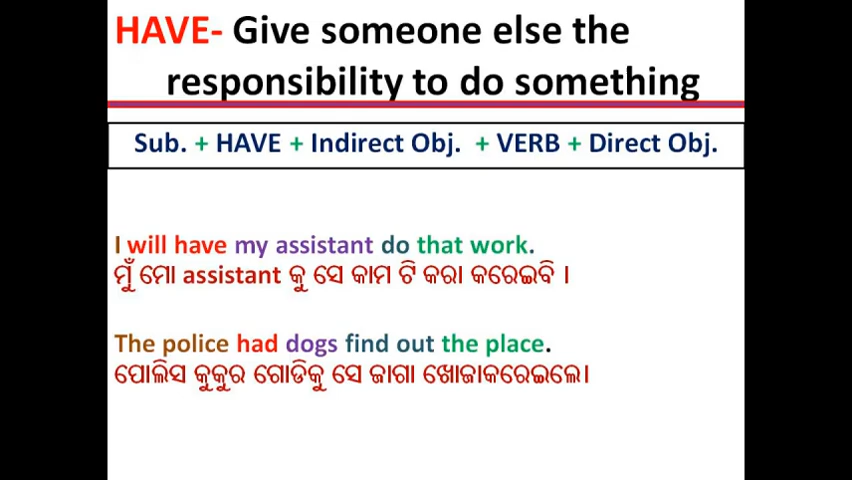 HAVE- Give someone else the
responsibility to do something
Sub. + HAVE + Indirect Obj. + VERB + Direct Obj.
I will have my assistant do that work.
ମୁଁ ମୋ assistant କୁ ସେ କାମ ଟି କରା କରେଇବି ।
The police had dogs find out the place.
ପୋଲିସ କୁକୁର ଗୋଡିକୁ ସେ ଜାଗା ଖୋଜାକରେଇଲେ।